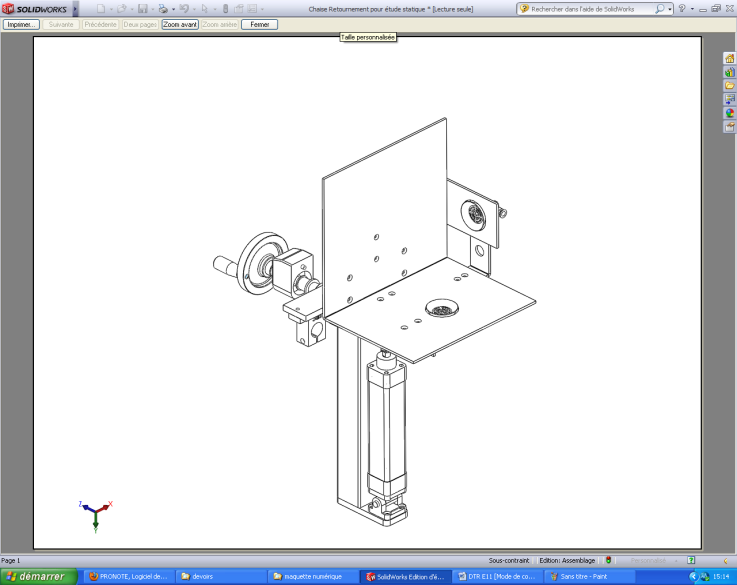 SOLIDWORKS
Chaise Retournement pour étude statique * [Lecture seule]
Rechercher dans l'aide de SolidWorks
Imprimer...
Suivante
Précédente
Deux pages
Zoom avant
Zoom arrière
Fermer
Taille personnalisée
Z
X
Y
Page 1
Sous-contraint
Edition: Assemblage
Personnalisé
démarrer
PRONOTE, Logiciel de...
devoirs
maquette numérique
SolidWorks Edition d'é...
DTR E11 [Mode de co...
Sans titre - Paint
15:14